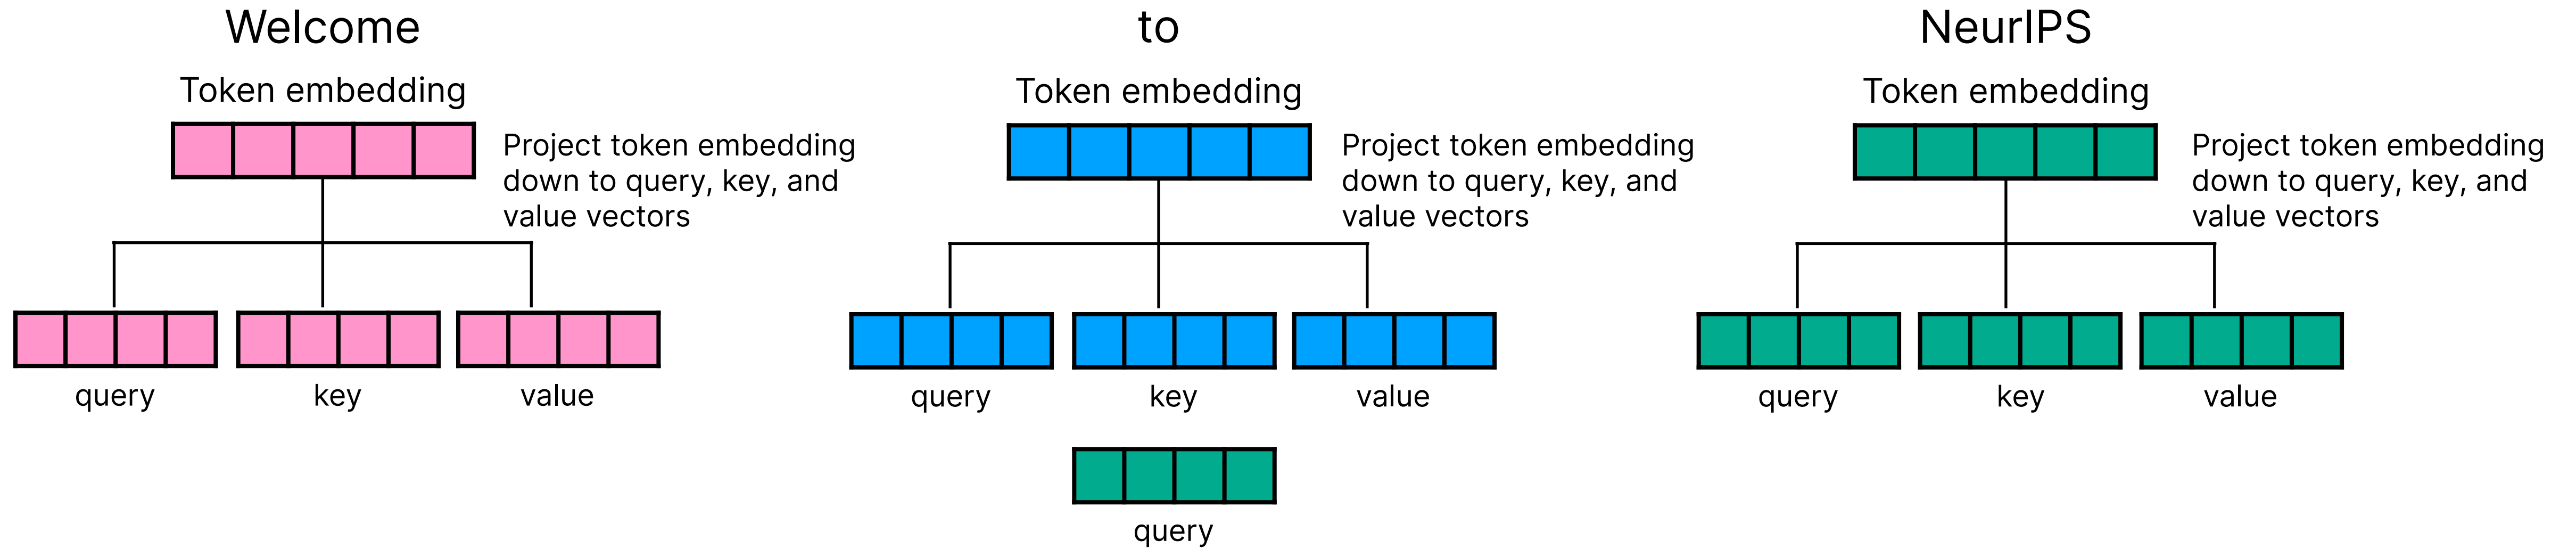 Welcome
Token embedding
Project token embedding
down to query, key, and
value vectors
query
key
value
to
Token embedding
Project token embedding
down to query, key, and
value vectors
query
key
value
query
NeurIPS
Token embedding
Project token embedding
down to query, key, and
value vectors
query
key
value